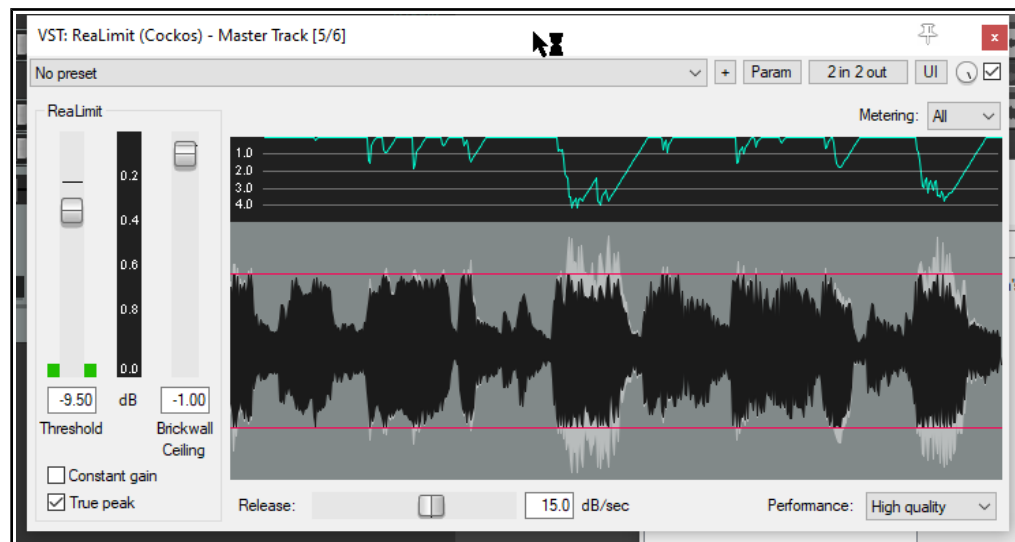 VST: ReaLimit (Cockos) - Master Track [5/6]
x
No preset
+
Param
2 in 2 out
UI
ReaLimit
Metering: All
0.2
0.4
0.6
0.8
0.0
1.0
2.0
3.0
4.0
-9.50 dB -1.00
Threshold Brickwall
Ceiling
Constant gain
True peak
Release: 15.0 dB/sec
Performance: High quality